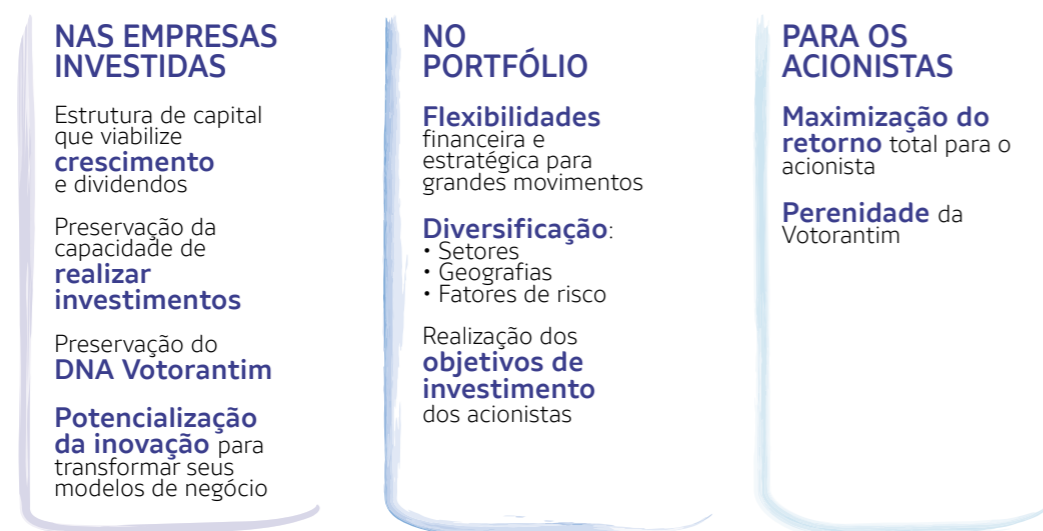 NAS EMPRESAS
INVESTIDAS
Estrutura de capital
que viabilize
crescimento
e dividendos
Preservação da
capacidade de
realizar
investimentos
Preservação do
DNA Votorantim
Potencialização
da inovação para
transformar seus
modelos de negócio
NO
PORTFÓLIO
Flexibilidades
financeira e
estratégica para
grandes movimentos
Diversificação:
• Setores
• Geografias
• Fatores de risco
Realização dos
objetivos de
investimento
dos acionistas
PARA OS
ACIONISTAS
Maximização do
retorno total para o
acionista
Perenidade da
Votorantim